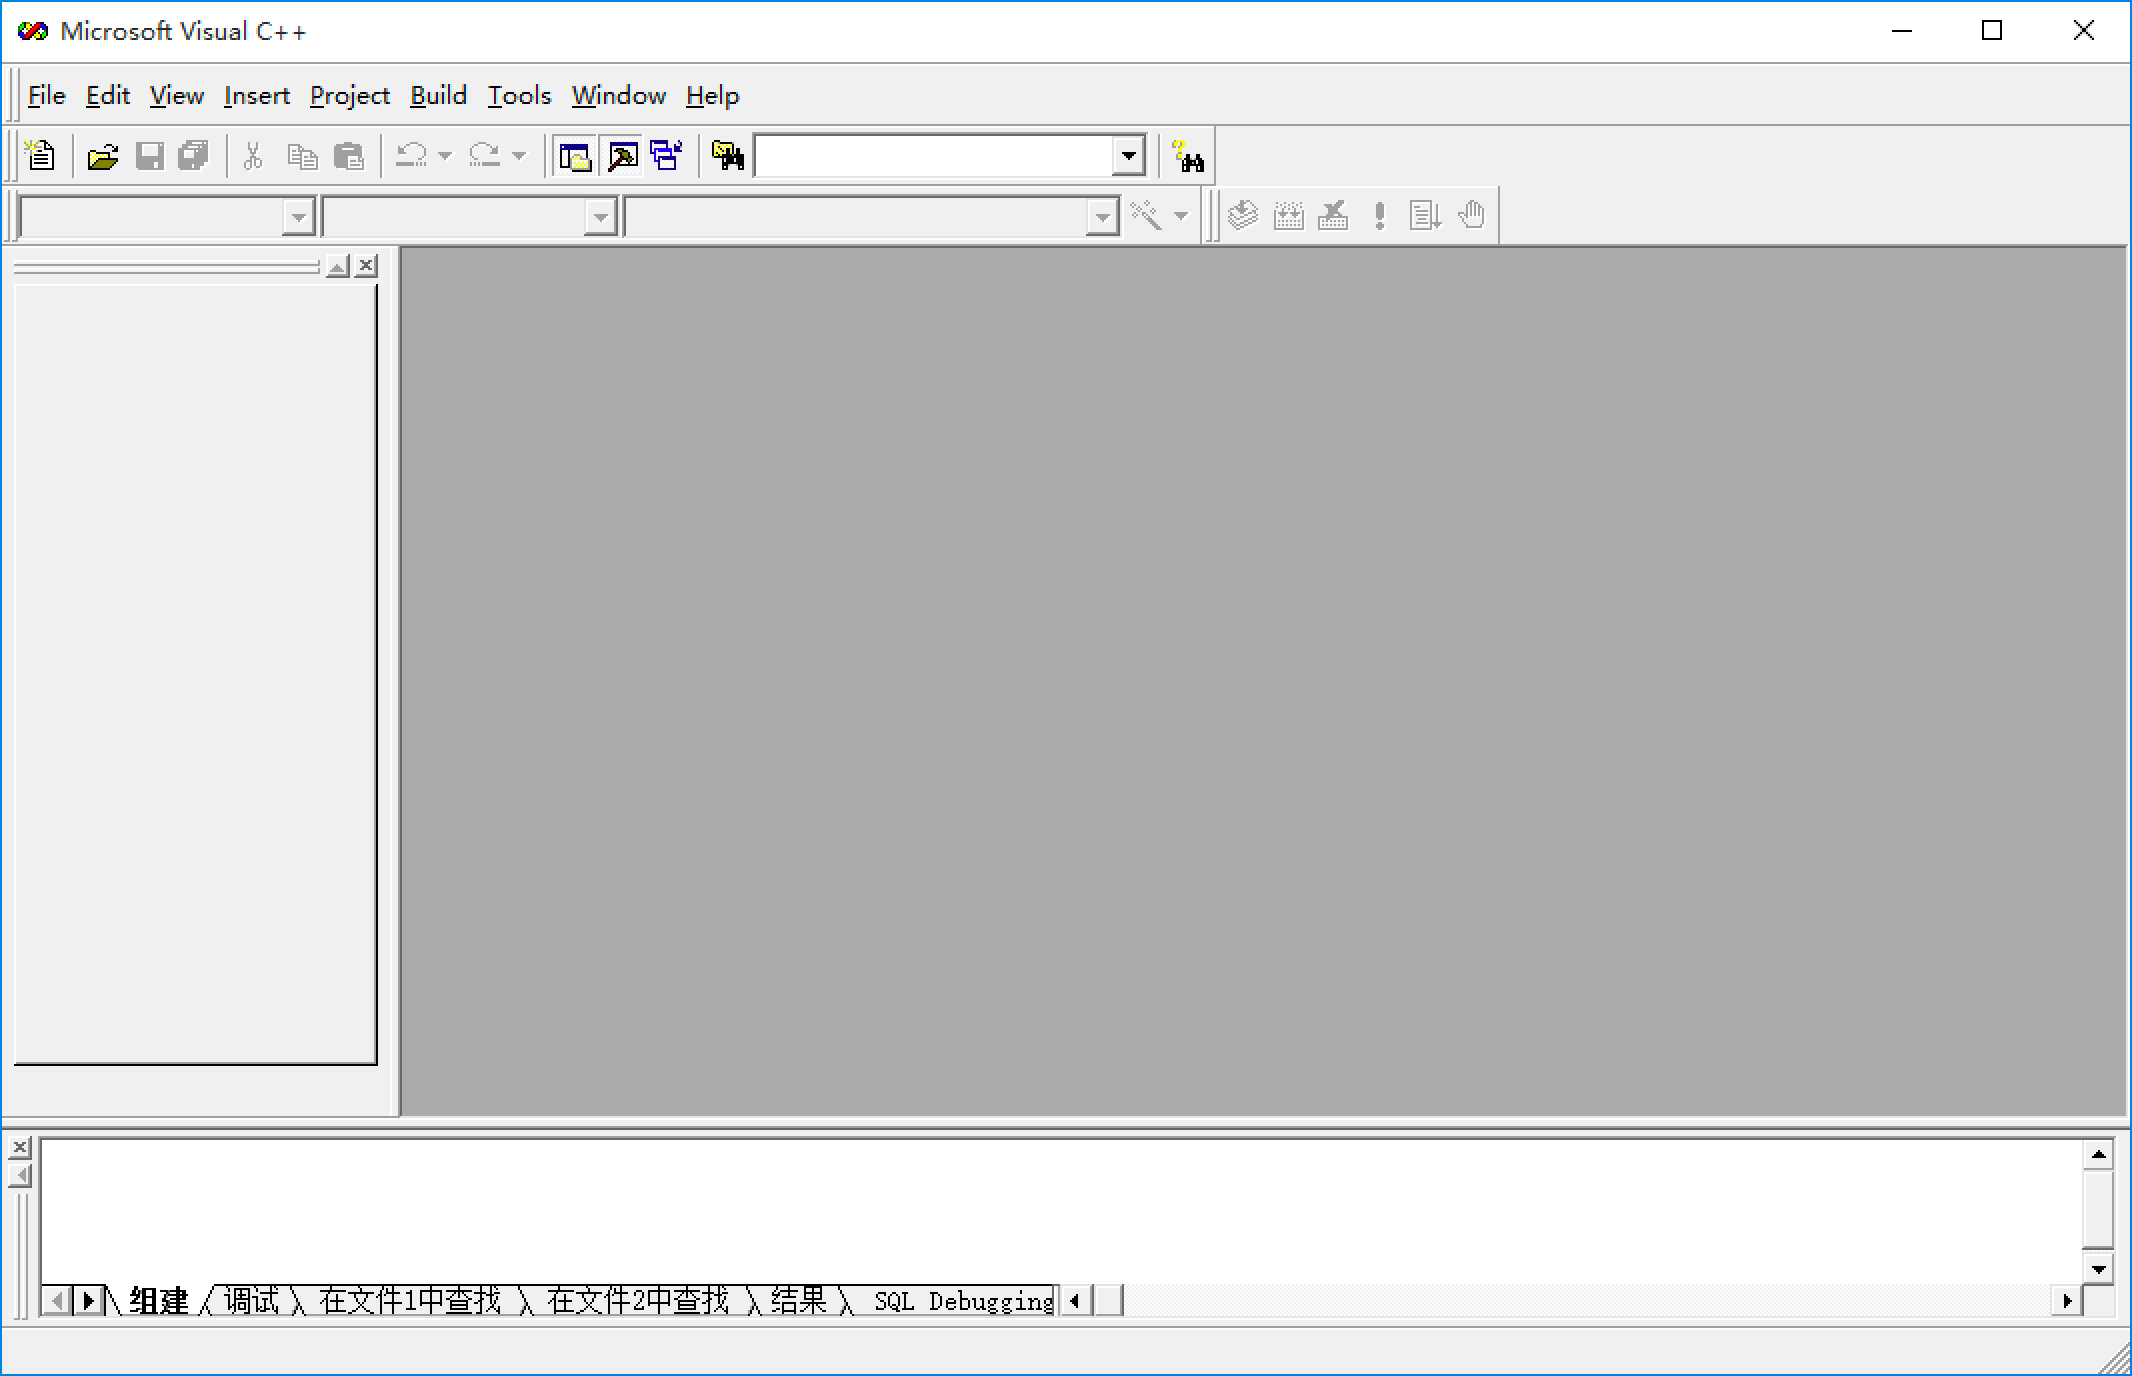 Microsoft Visual C++
File Edit View Insert Project Build Tools Window Help
组建 调试 在文件1中查找 在文件2中查找 结果 SQL Debugging